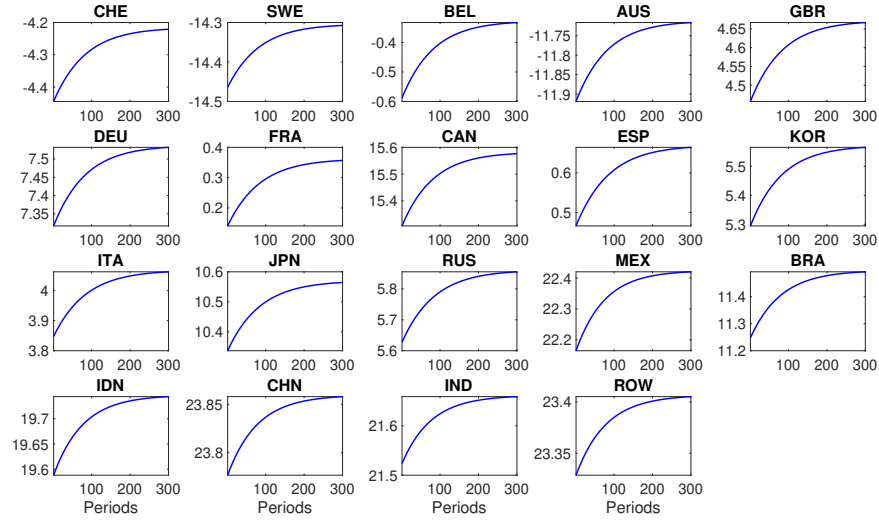 CHE SWE BEL AUS GBR
-4.2 -14.3 -11.75 4.65
-4.3 -0.4 -11.8 4.6
-14.4 -0.5 -11.85 4.55
-4.4 -11.9 4.5
-14.5 -0.6
100 200 300 100 200 300 100 200 300 100 200 300 100 200 300
DEU FRA CAN ESP KOR
7.5 0.4 15.6 0.6 5.5
7.45 0.3 15.5 5.4
7.4 0.2 15.4 0.5
7.35 5.3
100 200 300 100 200 300 100 200 300 100 200 300 100 200 300
ITA JPN RUS MEX BRA
4 10.6 5.8 22.4 11.4
3.9 10.5 5.7 22.3 11.3
3.8 10.4 5.6 22.2 11.2
100 200 300 100 200 300 100 200 300 100 200 300 100 200 300
IDN CHN IND ROW
19.7 23.85 21.6 23.4
19.65 23.8 21.5 23.35
19.6
100 200 300 100 200 300 100 200 300 100 200 300
Periods Periods Periods Periods